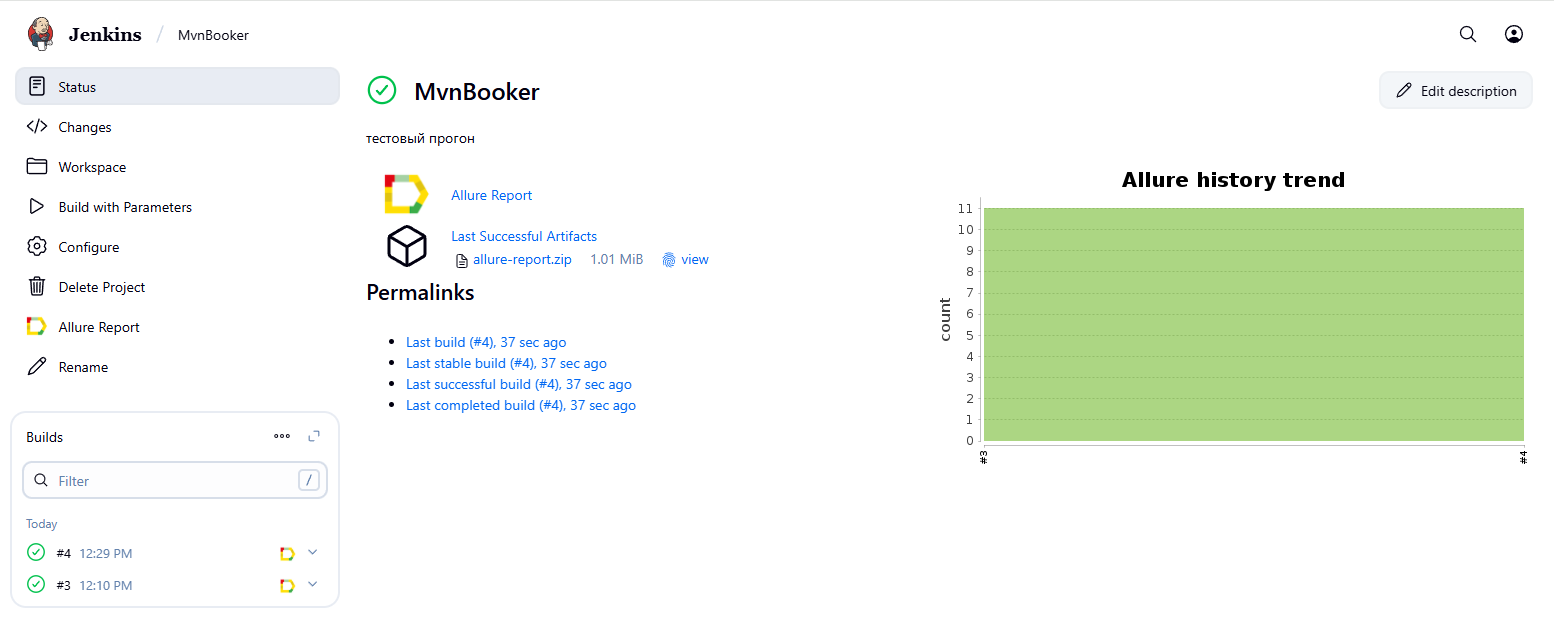 Jenkins / MvnBooker
Status
Changes
Workspace
Build with Parameters
Configure
Delete Project
Allure Report
Rename
Builds
Filter /
Today
#4 12:29 PM
#3 12:10 PM
MvnBooker
Edit description
тестовый прогон
Allure Report
Last Successful Artifacts
allure-report.zip 1.01 MiB view
Permalinks
Last build (#4), 37 sec ago
Last stable build (#4), 37 sec ago
Last successful build (#4), 37 sec ago
Last completed build (#4), 37 sec ago
Allure history trend
count
11
10
9
8
7
6
5
4
3
2
1
0
#3 #4